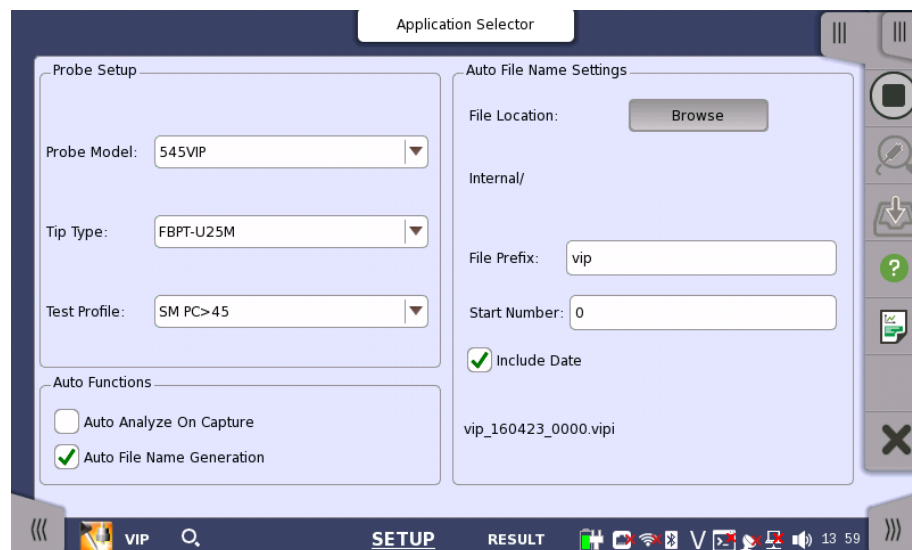 Application Selector
Probe Setup
Probe Model: 545VIP
Tip Type: FBPT-U25M
Test Profile: SM PC>45
Auto Functions
Auto Analyze On Capture
Auto File Name Generation
Auto File Name Settings
File Location: Browse
Internal/
File Prefix: vip
Start Number: 0
Include Date
vip_160423_0000.vipi
VIP SETUP RESULT V 13 59